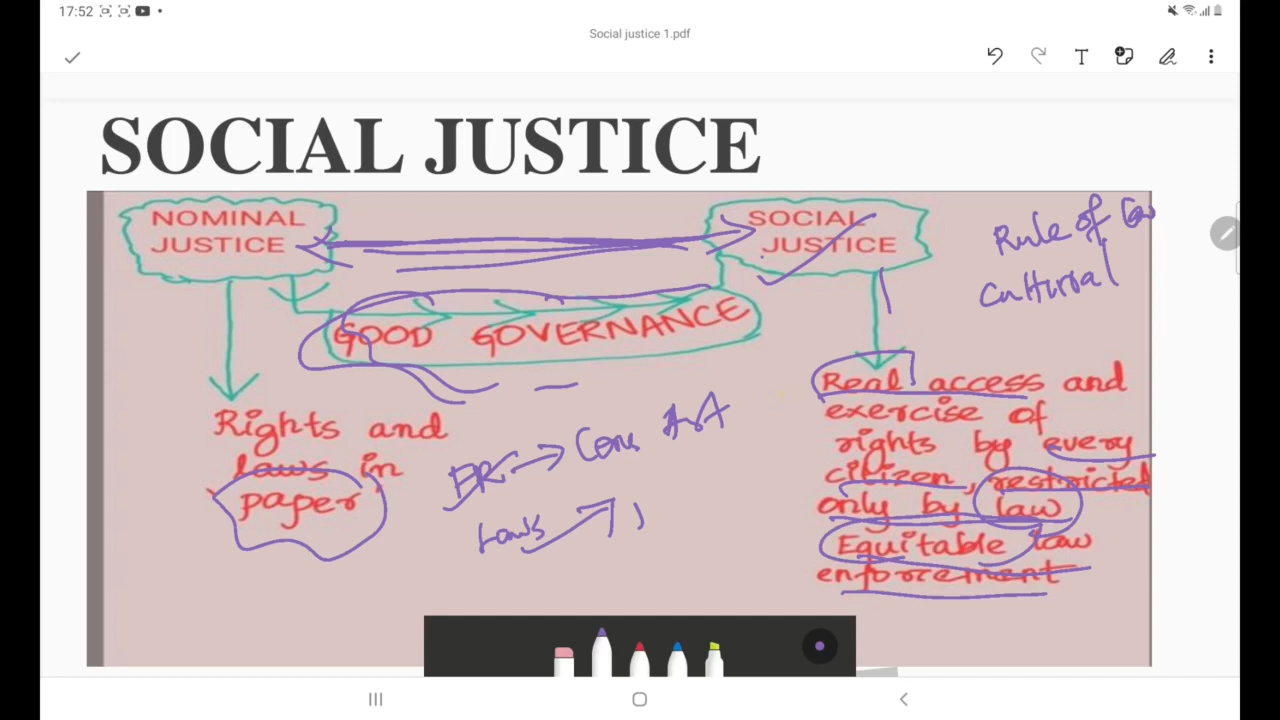 17:52
Social justice 1.pdf
T
SOCIAL JUSTICE
NOMINAL
JUSTICE
SOCIAL
JUSTICE
Rule of law
cultural
GOOD GOVERNANCE
Rights and
laws in
paper
FR → Cons
Laws
Real access and
exercise of
rights by every
citizen, restricted
only by law
Equitable law
enforcement